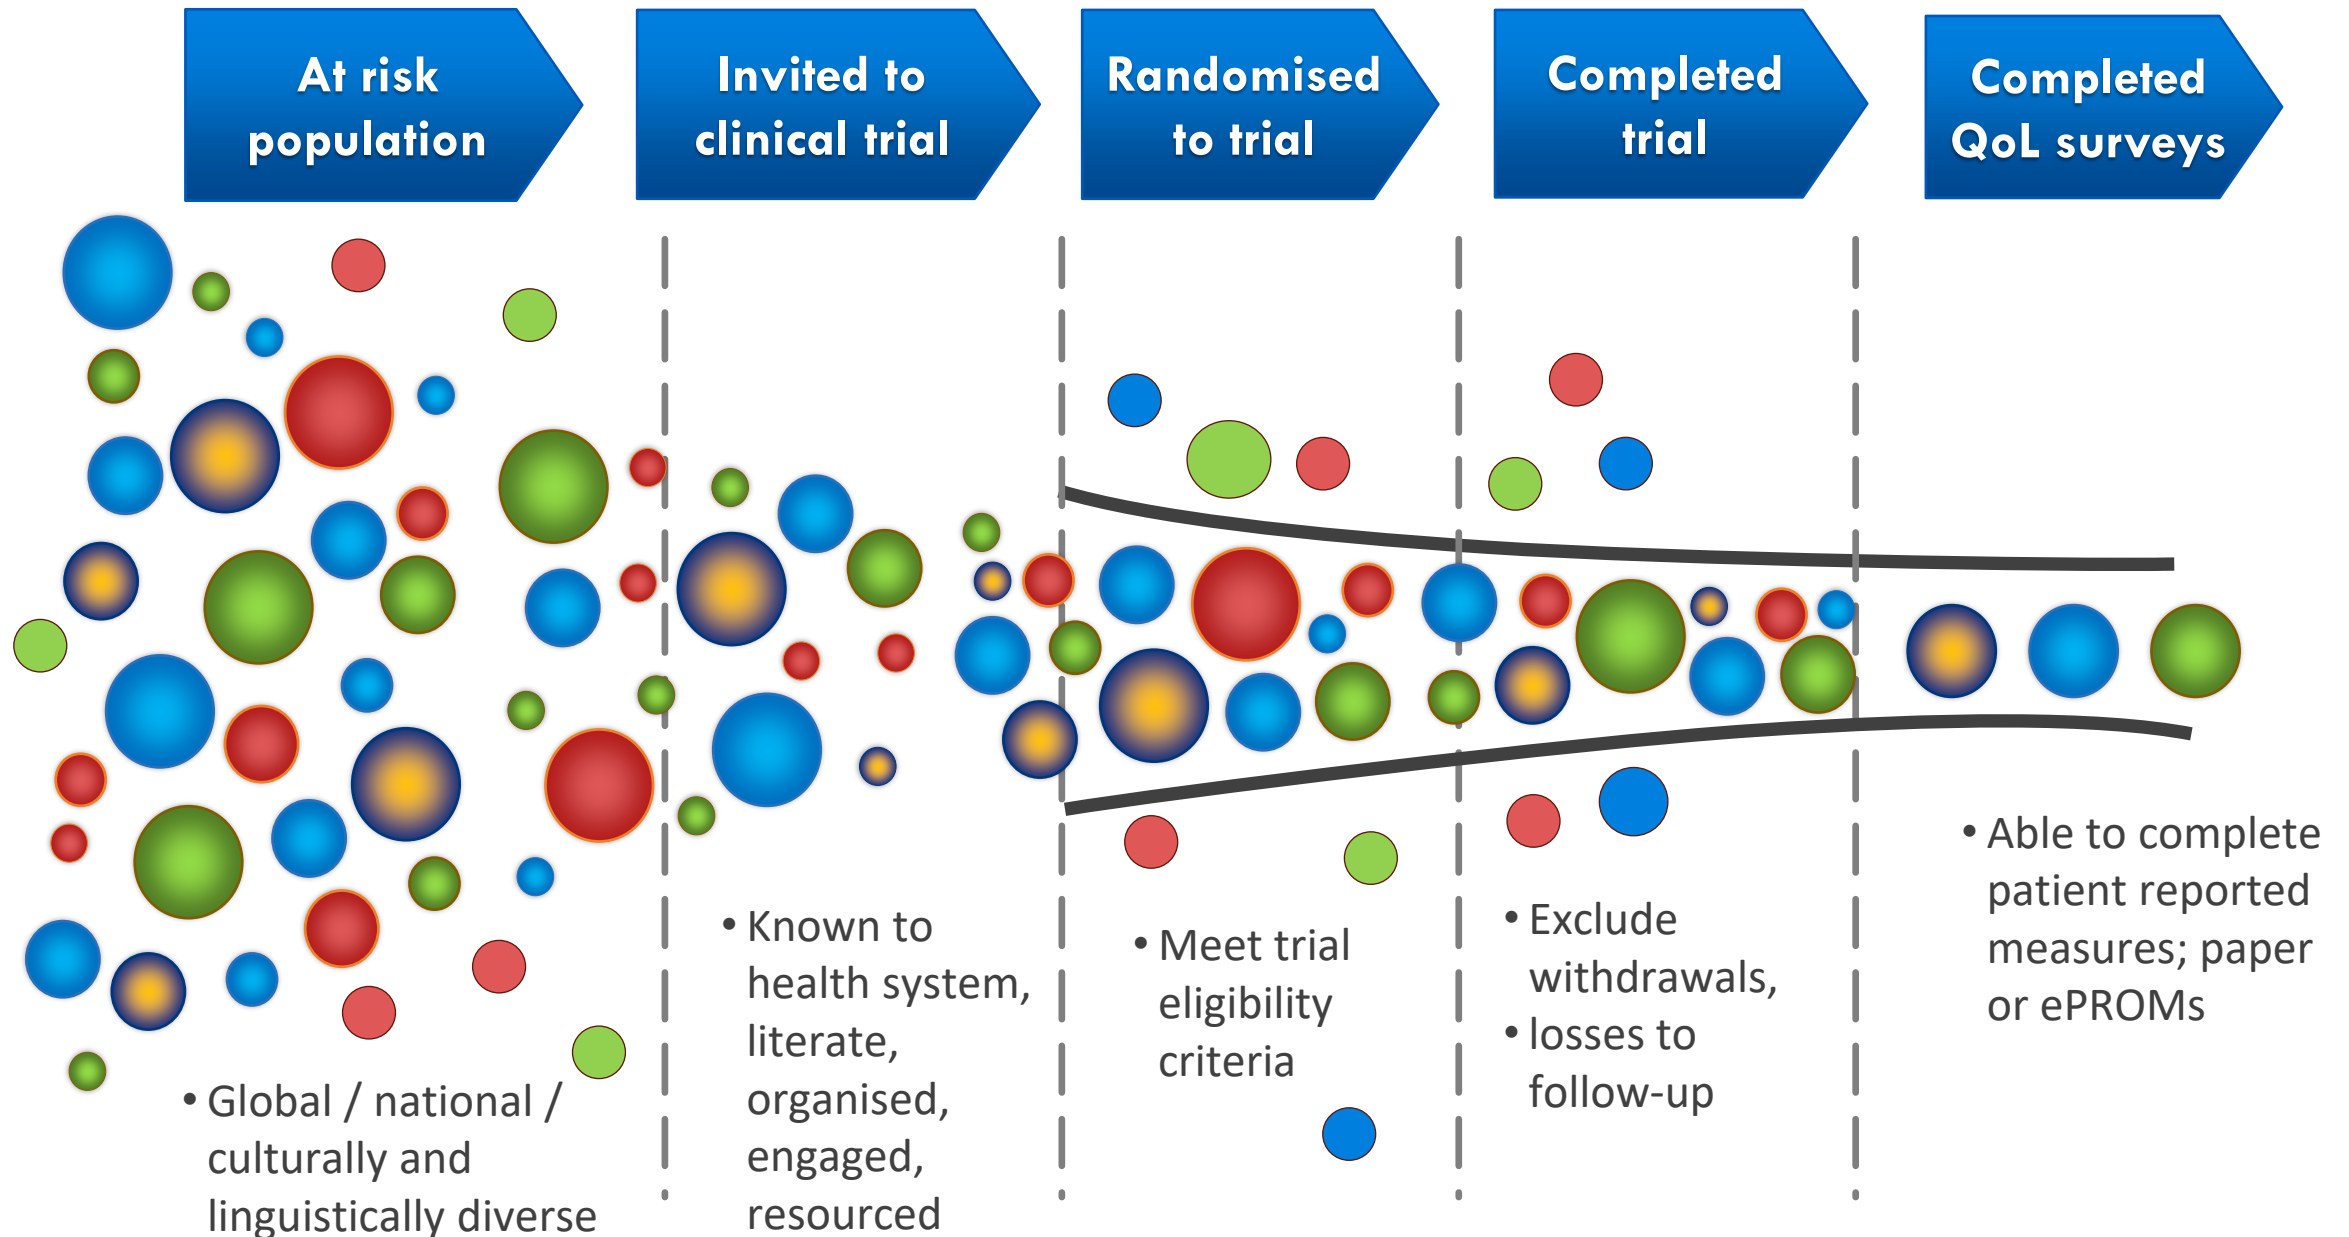 At risk
population
Invited to
clinical trial
Randomised
to trial
Completed
trial
Completed
QoL surveys
• Global / national /
culturally and
linguistically diverse
• Known to
health system,
literate,
organised,
engaged,
resourced
• Meet trial
eligibility
criteria
• Exclude
withdrawals,
• losses to
follow-up
• Able to complete
patient reported
measures; paper
or ePROMs